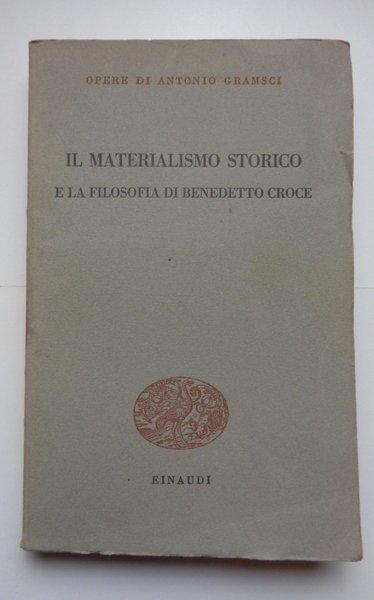 OPERE DI ANTONIO GRAMSCI
IL MATERIALISMO STORICO
E LA FILOSOFIA DI BENEDETTO CROCE
EINAUDI